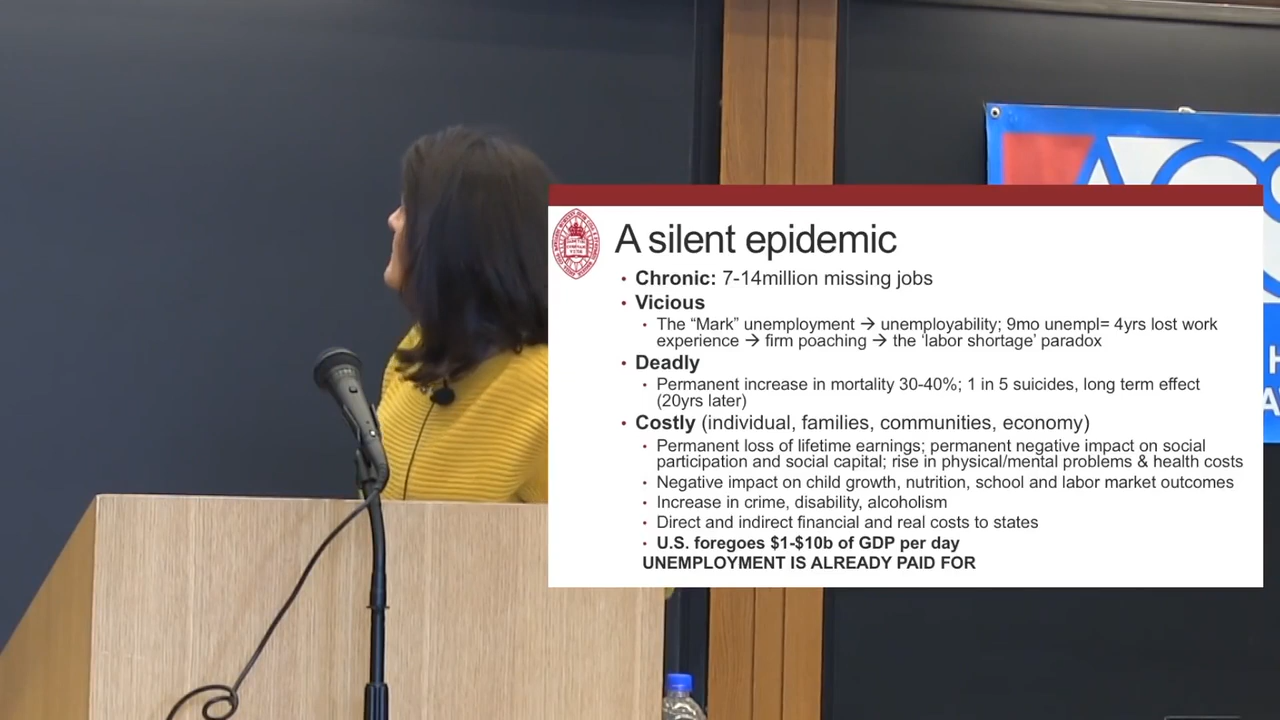 A silent epidemic
• Chronic: 7-14million missing jobs
• Vicious
• The “Mark” unemployment → unemployability; 9mo unempl= 4yrs lost work
experience → firm poaching → the ‘labor shortage’ paradox
• Deadly
• Permanent increase in mortality 30-40%; 1 in 5 suicides, long term effect
(20yrs later)
• Costly (individual, families, communities, economy)
• Permanent loss of lifetime earnings; permanent negative impact on social
participation and social capital; rise in physical/mental problems & health costs
• Negative impact on child growth, nutrition, school and labor market outcomes
• Increase in crime, disability, alcoholism
• Direct and indirect financial and real costs to states
• U.S. foregoes $1-$10b of GDP per day
UNEMPLOYMENT IS ALREADY PAID FOR